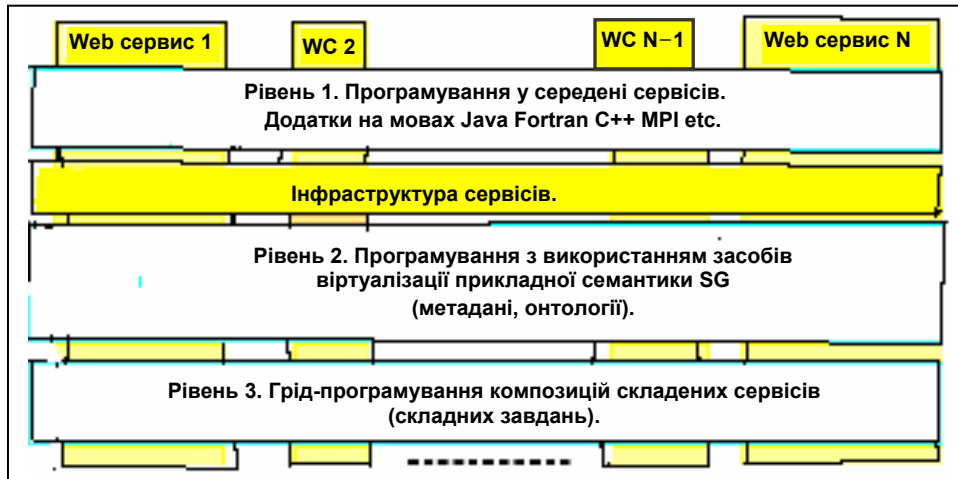 Web сервис 1
WC 2
WC N−1
Web сервис N
Рівень 1. Програмування у середені сервісів.
Додатки на мовах Java Fortran C++ MPI etc.
Інфраструктура сервісів.
Рівень 2. Програмування з використанням засобів
віртуалізації прикладної семантики SG
(метадані, онтології).
Рівень 3. Грід-програмування композицій складених сервісів
(складних завдань).